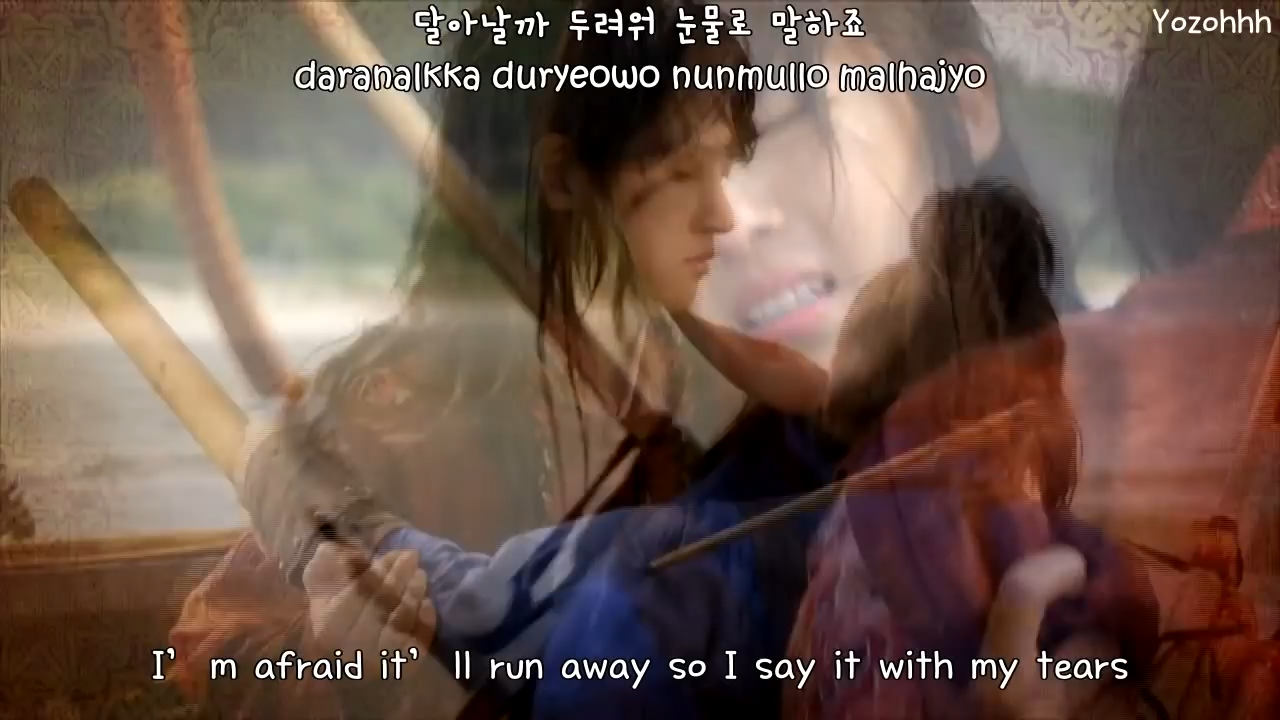 달아날까 두려워 눈물로 말하죠
Yozohhh
daranalkka duryeowo nunmullo malhajyo
I’m afraid it’ll run away so I say it with my tears